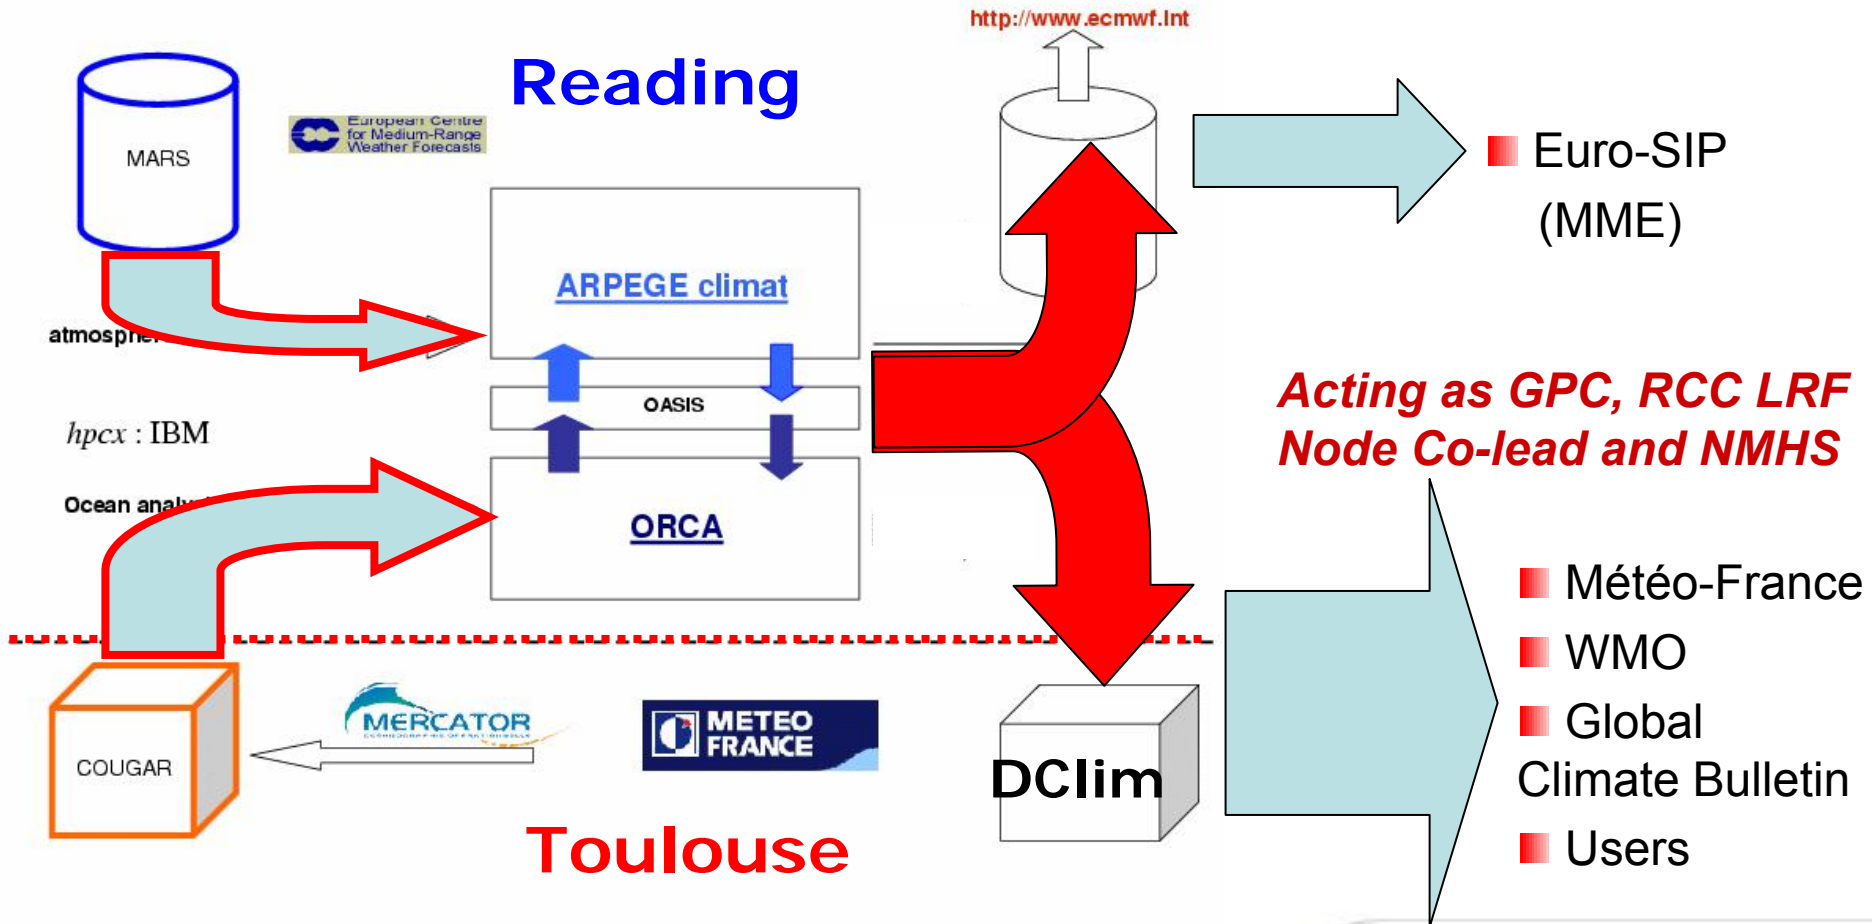 http://www.ecmwf.int
Reading
European Centre
for Medium-Range
Weather Forecasts
MARS
Euro-SIP
(MME)
ARPEGE climat
OASIS
hpcx : IBM
Ocean
ORCA
Acting as GPC, RCC LRF
Node Co-lead and NMHS
Météo-France
WMO
Global
Climate Bulletin
Users
MERCATOR
METEO
FRANCE
COUGAR
DClim
Toulouse